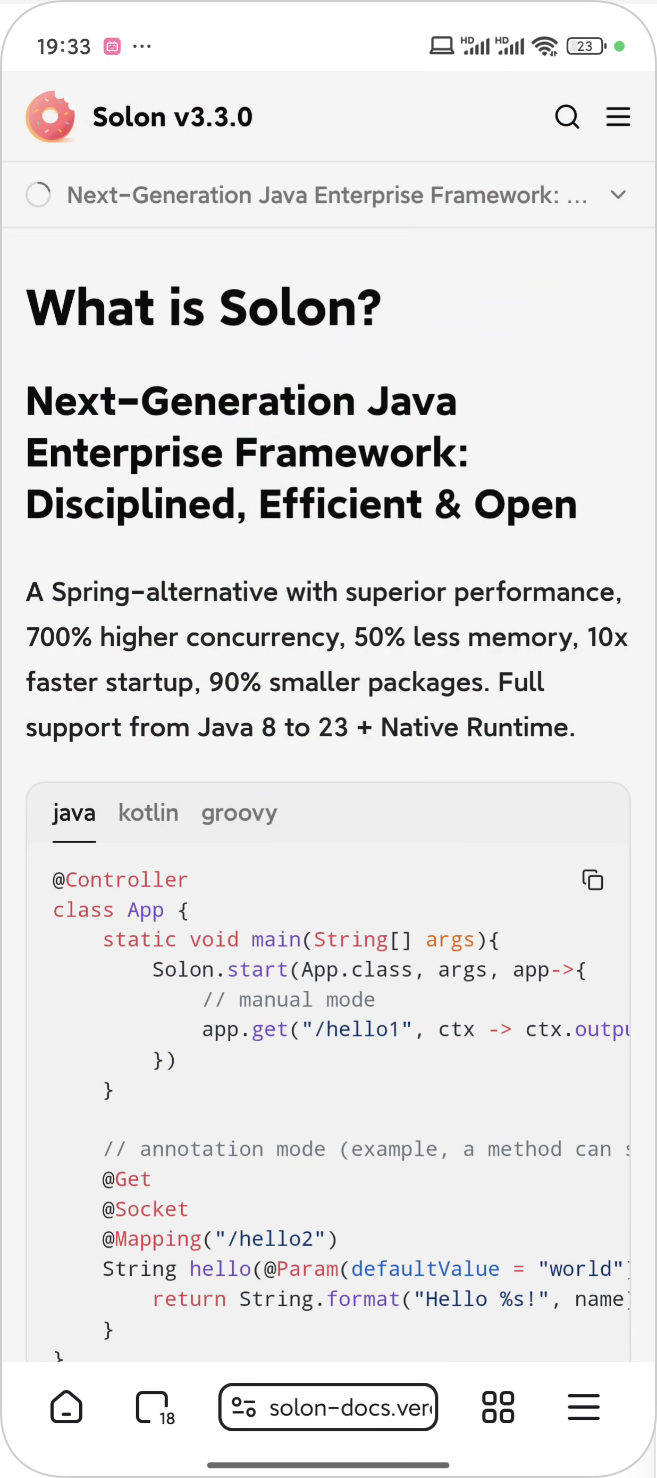 19:33 ··· HD HD 23
Solon v3.3.0
Next-Generation Java Enterprise Framework: ...
What is Solon?
Next-Generation Java
Enterprise Framework:
Disciplined, Efficient & Open
A Spring-alternative with superior performance,
700% higher concurrency, 50% less memory, 10x
faster startup, 90% smaller packages. Full
support from Java 8 to 23 + Native Runtime.
java kotlin groovy
@Controller
class App {
    static void main(String[] args){
        Solon.start(App.class, args, app->{
            // manual mode
            app.get("/hello1", ctx -> ctx.outpu
        })
    }
    // annotation mode (example, a method can s
    @Get
    @Socket
    @Mapping("/hello2")
    String hello(@Param(defaultValue = "world")
        return String.format("Hello %s!", name)
    }
}
18 solon-docs.ver